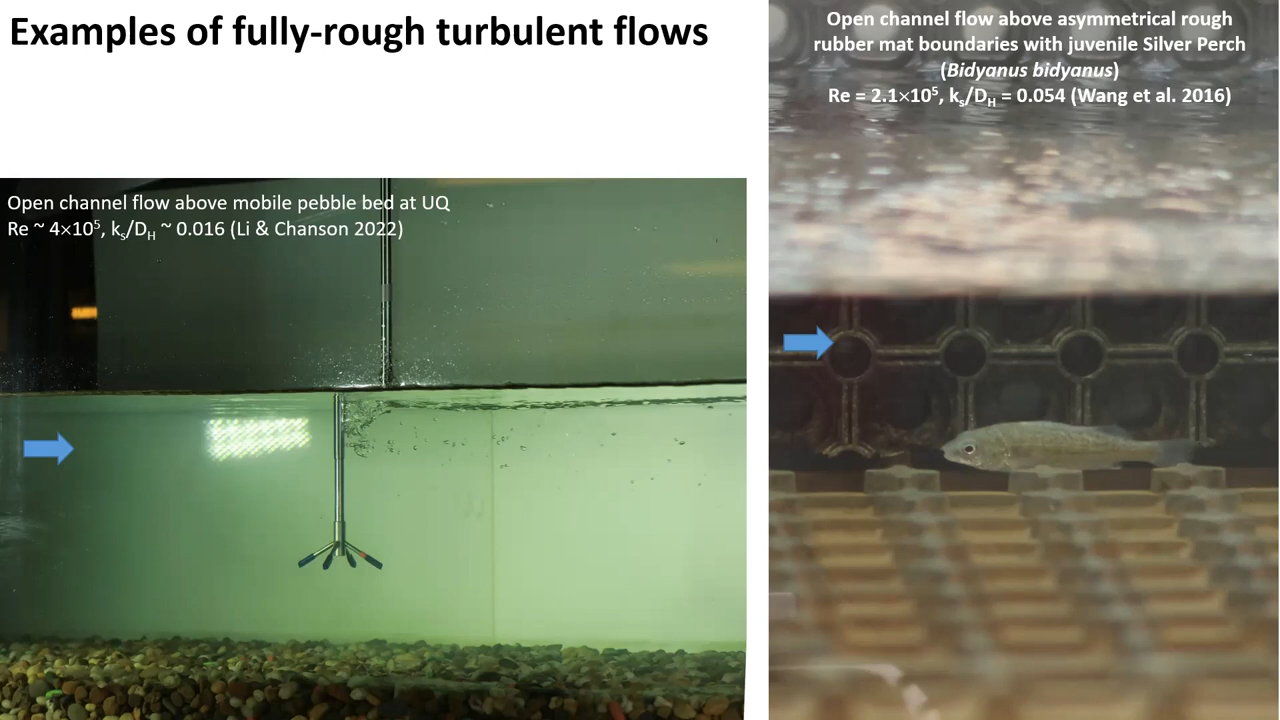 Examples of fully-rough turbulent flows
Open channel flow above mobile pebble bed at UQ
Re ~ 4×10⁵, kₛ/D_H ~ 0.016 (Li & Chanson 2022)
Open channel flow above asymmetrical rough
rubber mat boundaries with juvenile Silver Perch
(Bidyanus bidyanus)
Re = 2.1×10⁵, kₛ/D_H = 0.054 (Wang et al. 2016)